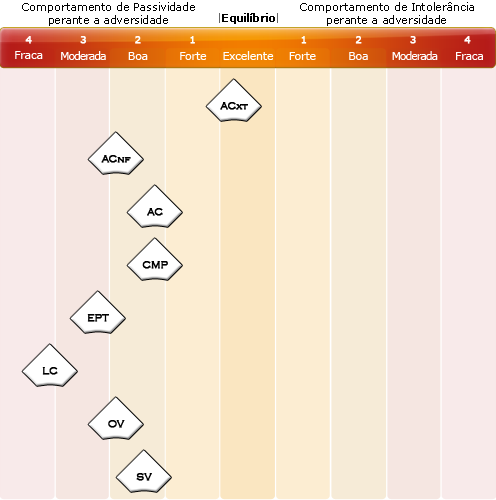 Comportamento de Passividade
perante a adversidade
|Equilíbrio|
Comportamento de Intolerância
perante a adversidade
4 3 2 1 1 2 3 4
Fraca Moderada Boa Forte Excelente Forte Boa Moderada Fraca
ACXT
ACNF
AC
CMP
EPT
LC
OV
SV